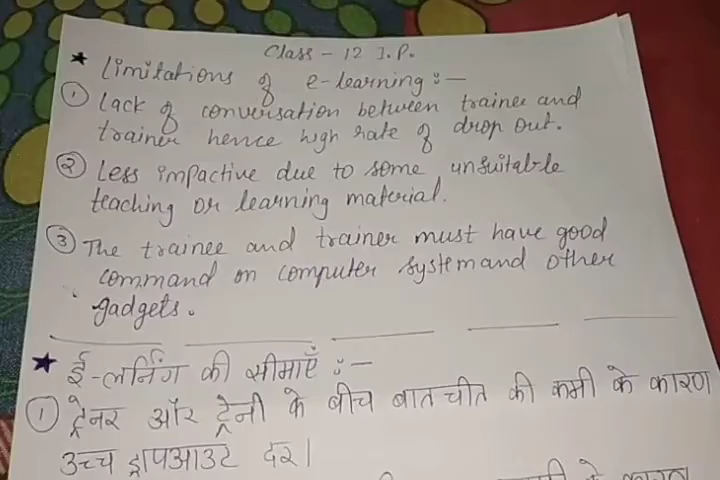 Class - 12 I.P.
★ Limitations of e-learning :-
① Lack of conversation between trainee and
trainer hence high rate of drop out.
② Less impactive due to some unsuitable
teaching or learning material.
③ The trainee and trainer must have good
command on computer system and other
gadgets.
★ ई-लर्निंग की सीमाएँ :-
① ट्रेनर और ट्रेनी के बीच बातचीत की कमी के कारण
उच्च ड्रापआउट दर।
के कारण